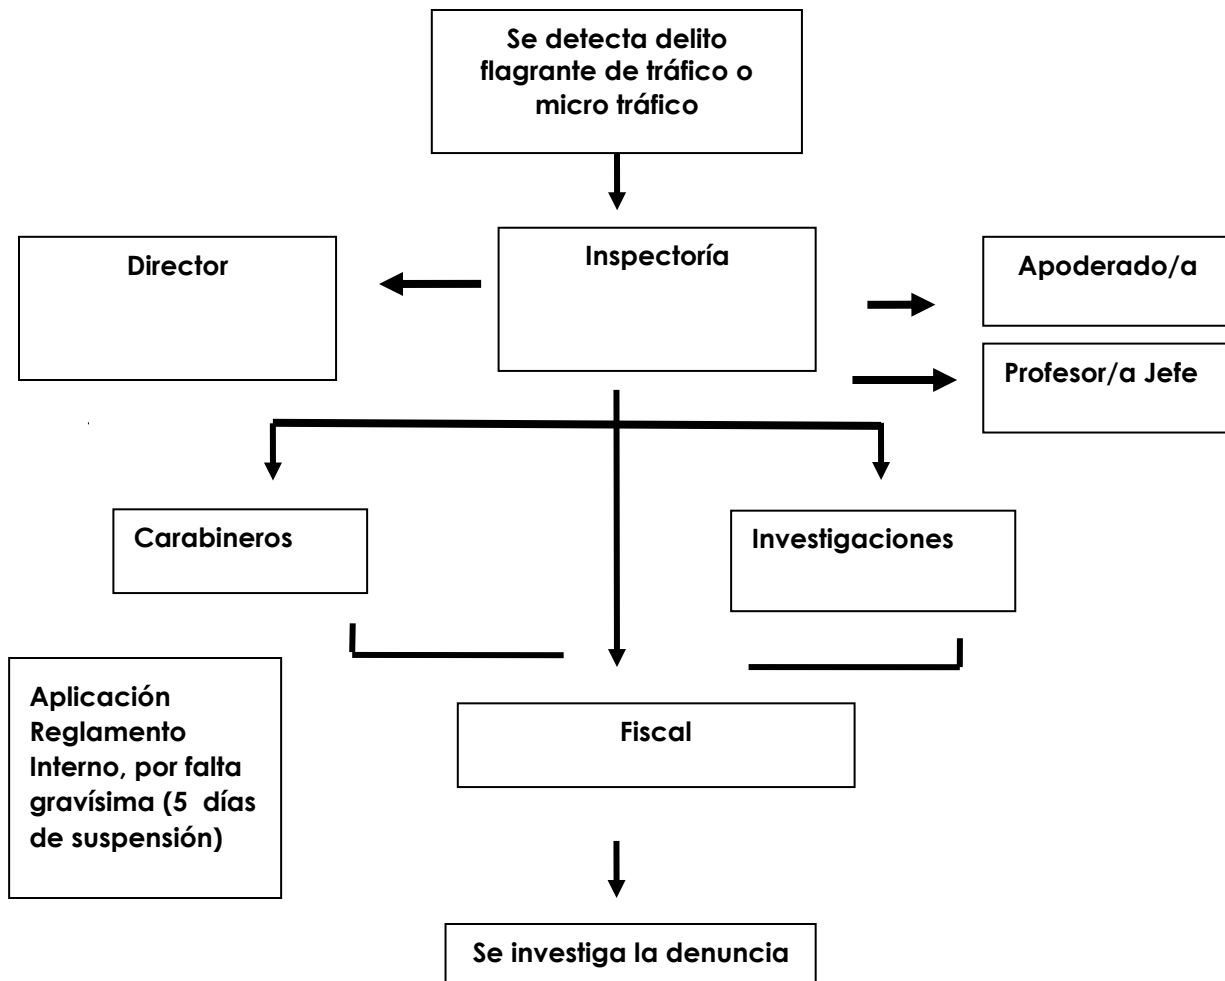 Se detecta delito
flagrante de tráfico o
micro tráfico
Director
Inspectoría
Apoderado/a
Profesor/a Jefe
Carabineros
Investigaciones
Aplicación
Reglamento
Interno, por falta
gravísima (5  días
de suspensión)
Fiscal
Se investiga la denuncia